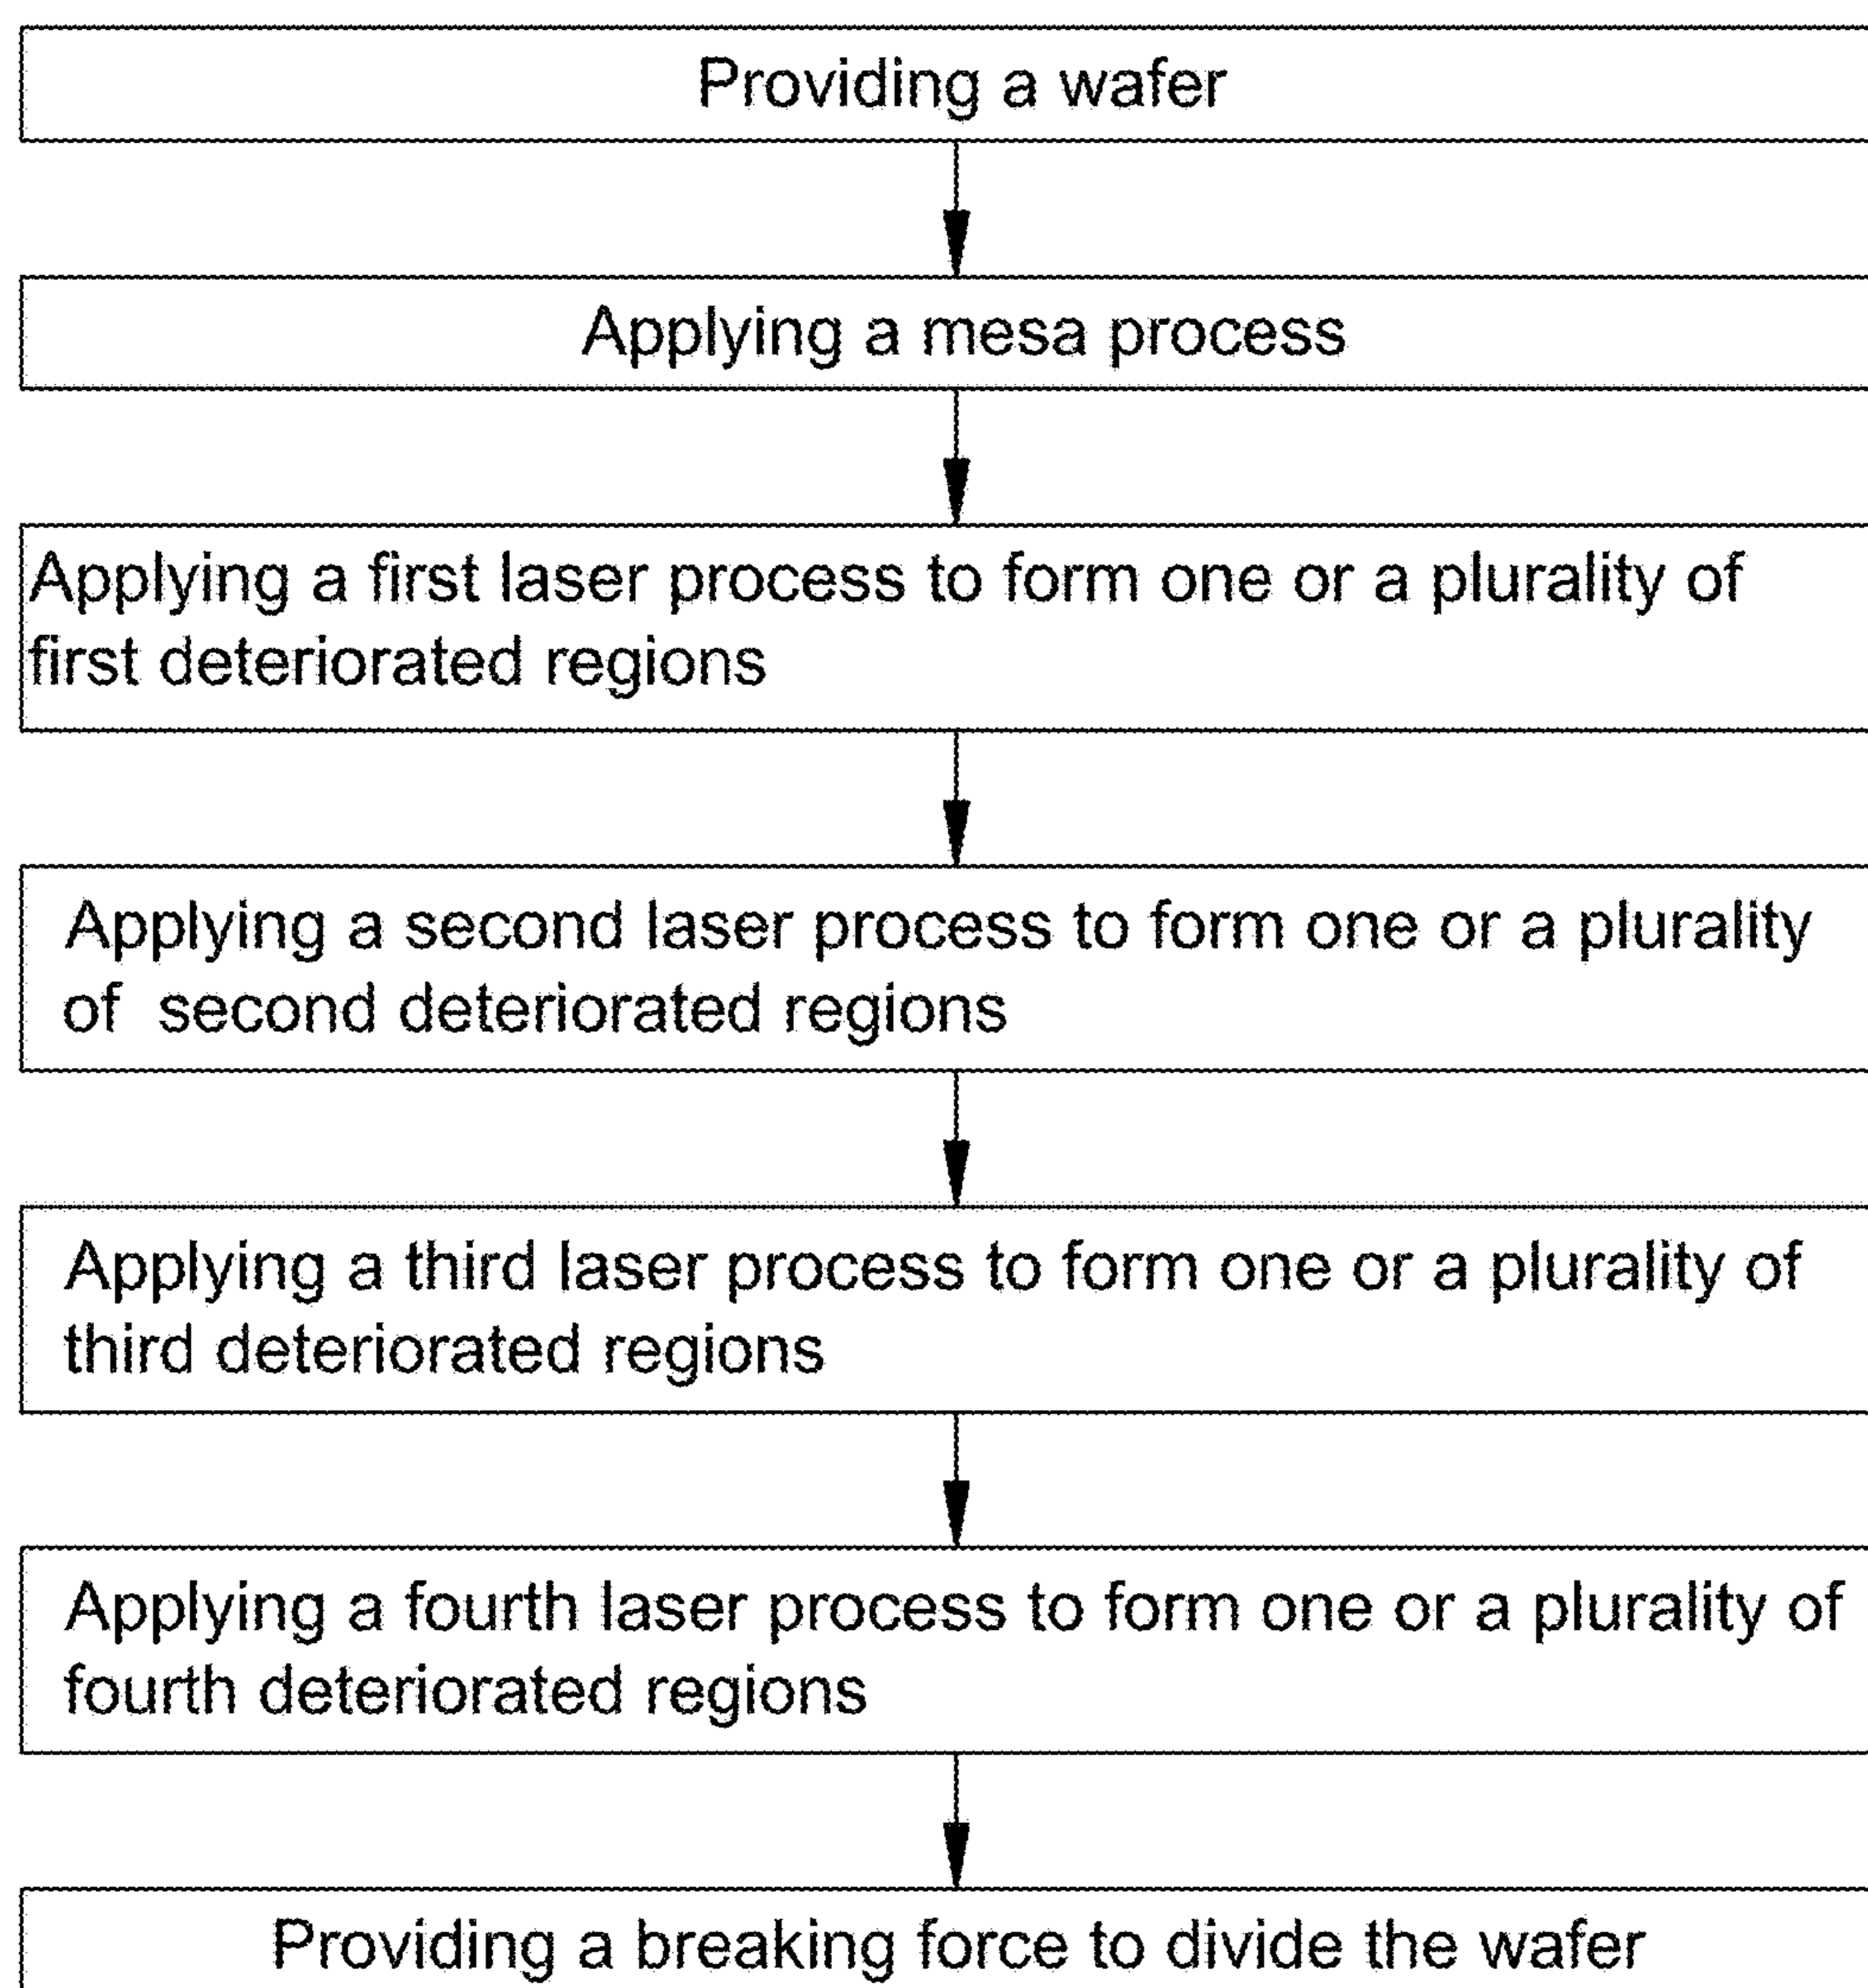 Providing a wafer
Applying a mesa process
Applying a first laser process to form one or a plurality of
first deteriorated regions
Applying a second laser process to form one or a plurality
of second deteriorated regions
Applying a third laser process to form one or a plurality of
third deteriorated regions
Applying a fourth laser process to form one or a plurality of
fourth deteriorated regions
Providing a breaking force to divide the wafer